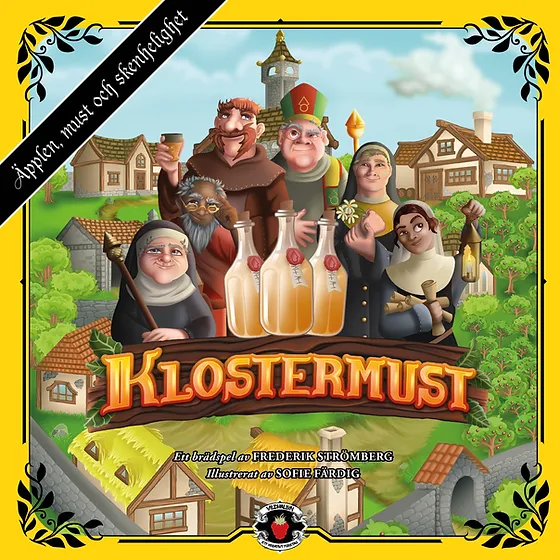 Äpplen, must och skenhelighet
KLOSTERMUST
Ett brädspel av FREDERIK STRÖMBERG
Illustrerat av SOFIE FÄRDIG